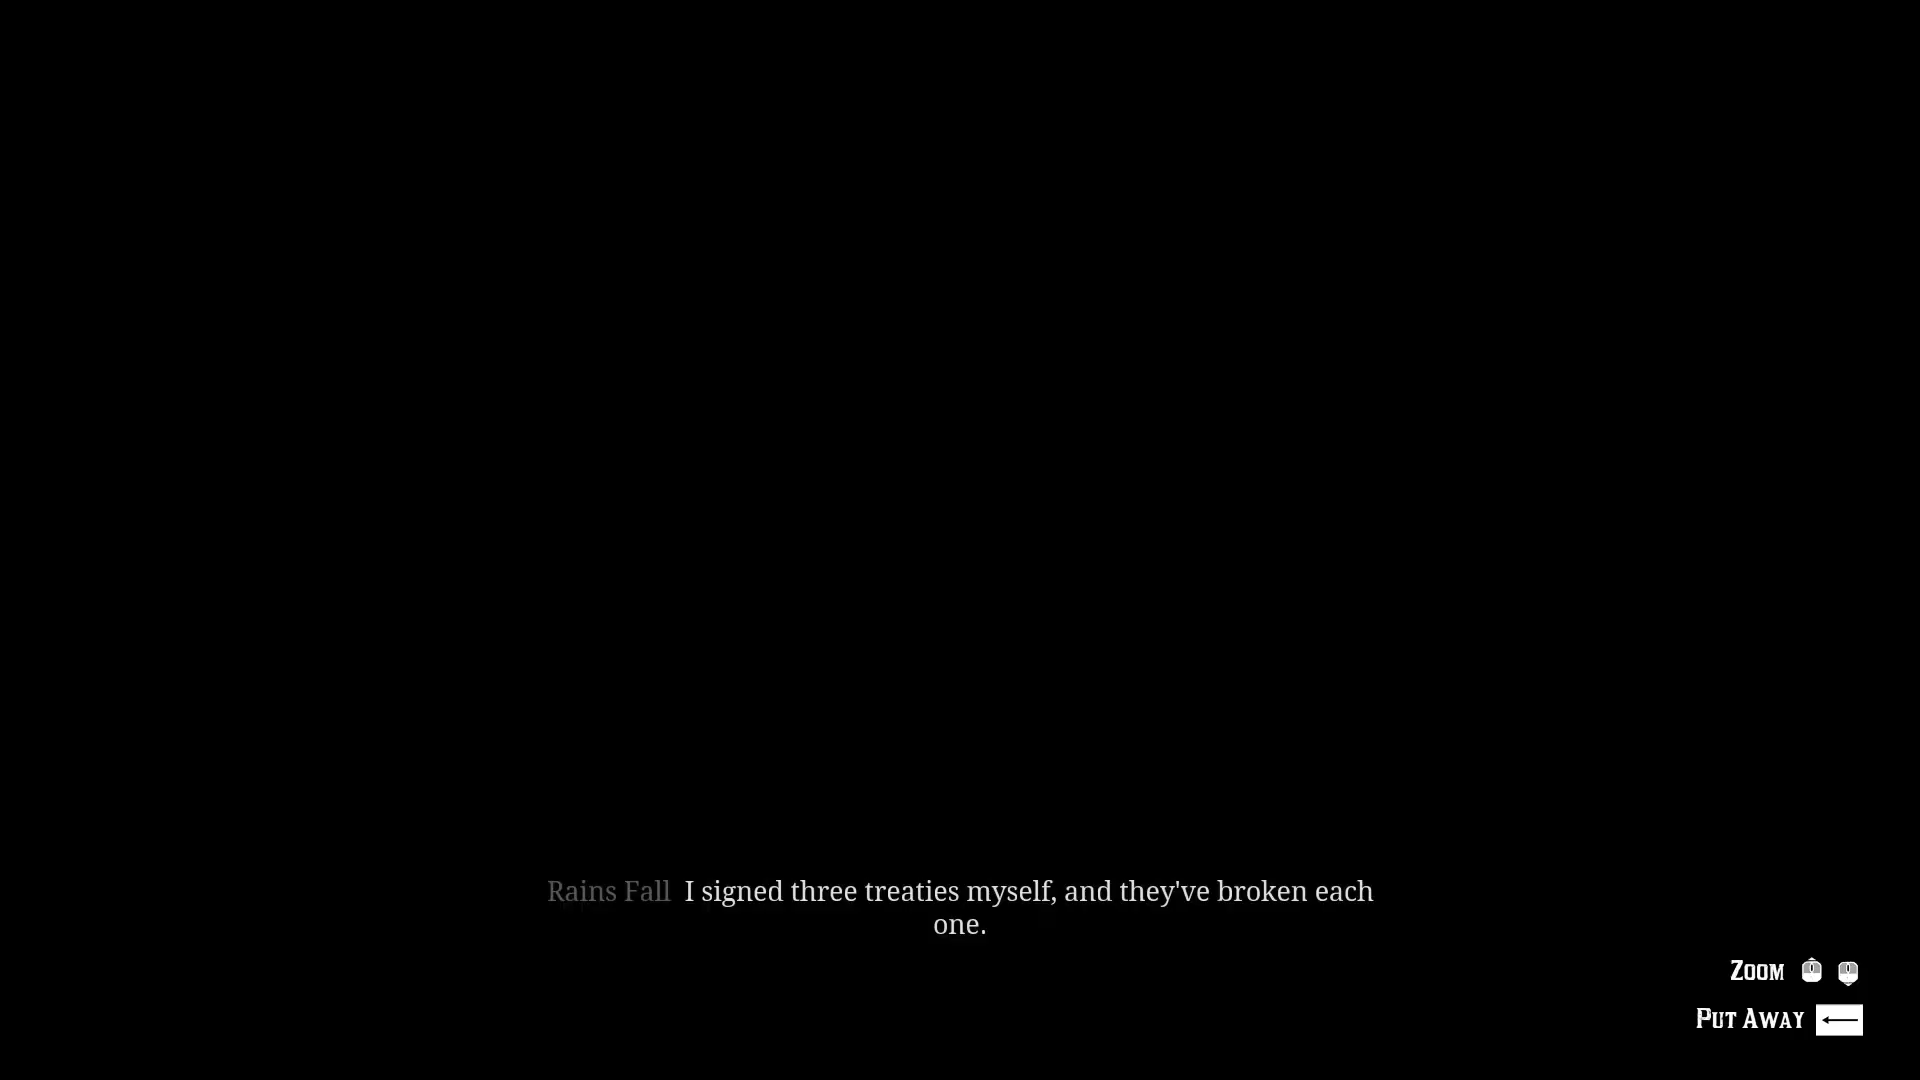 Rains Fall I signed three treaties myself, and they've broken each
one.
Zoom
Put Away